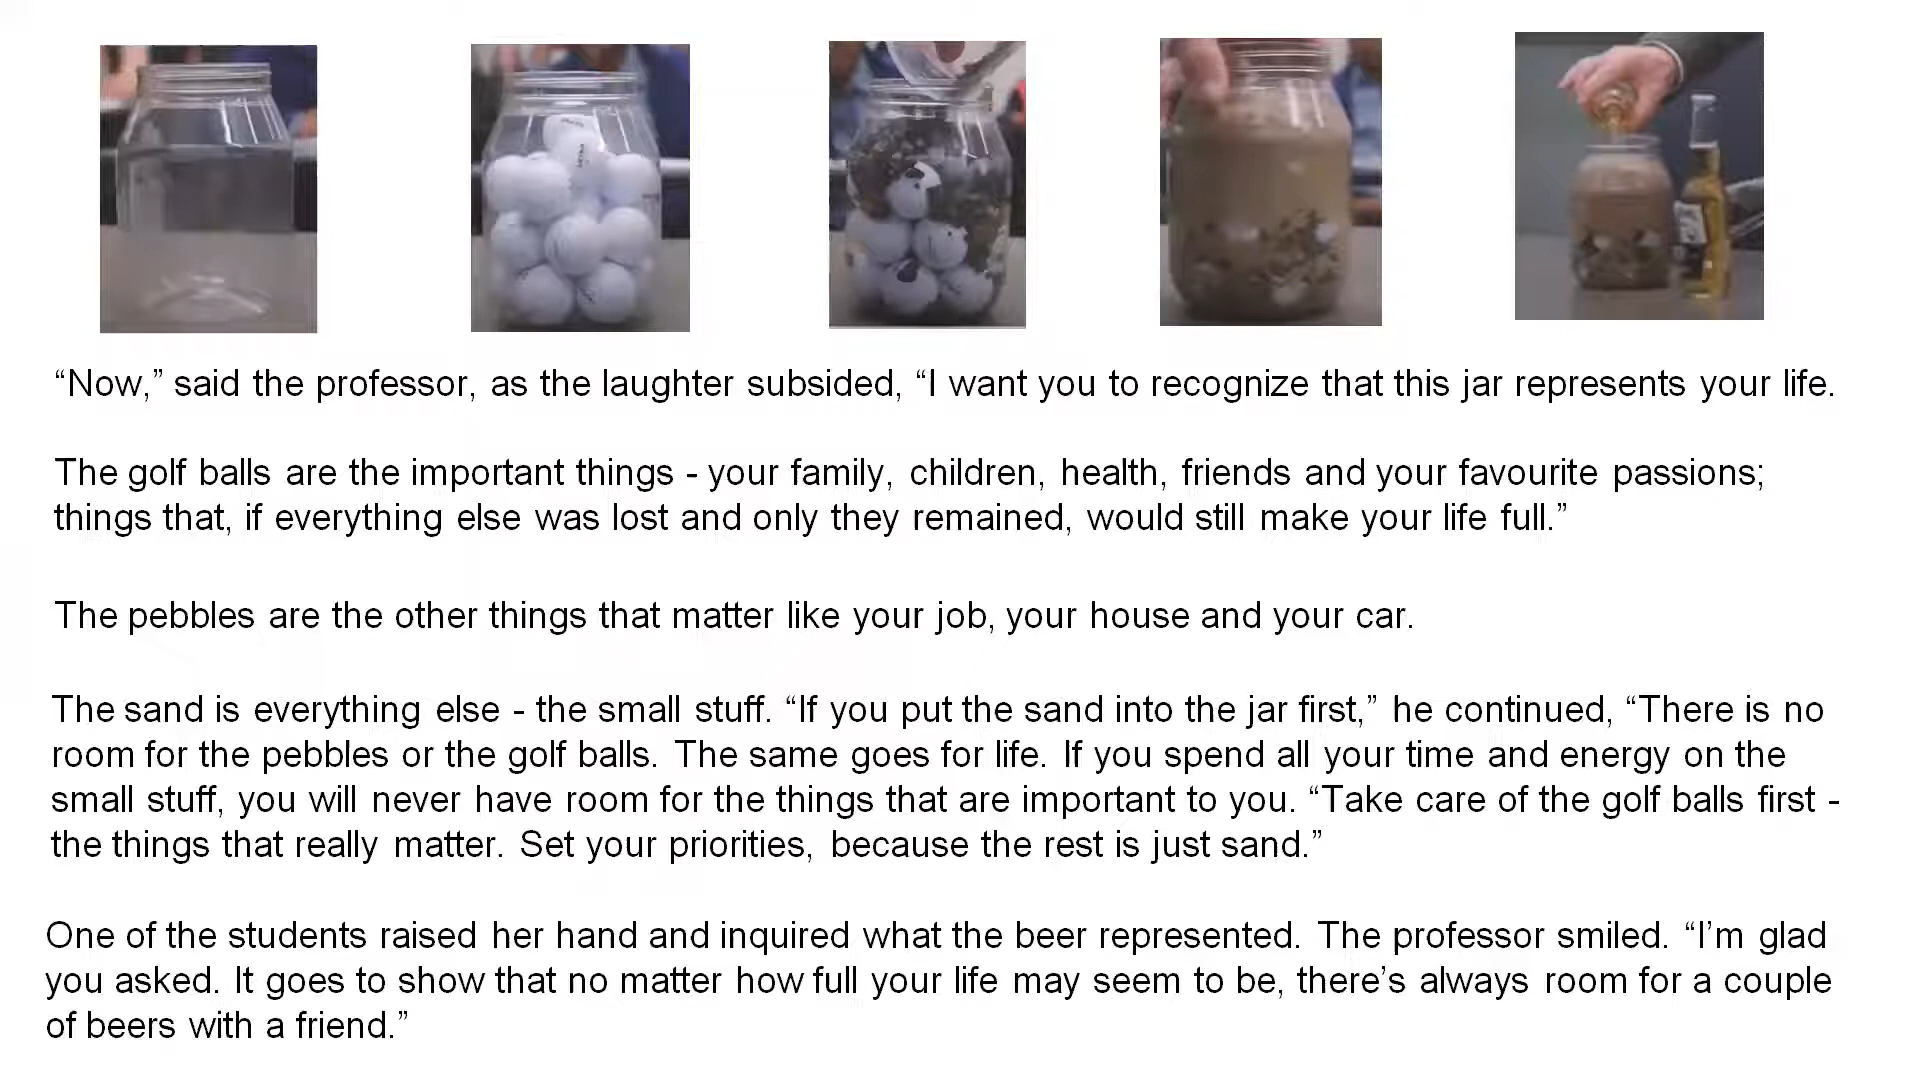 “Now,” said the professor, as the laughter subsided, “I want you to recognize that this jar represents your life.
The golf balls are the important things - your family, children, health, friends and your favourite passions;
things that, if everything else was lost and only they remained, would still make your life full.”
The pebbles are the other things that matter like your job, your house and your car.
The sand is everything else - the small stuff. “If you put the sand into the jar first,” he continued, “There is no
room for the pebbles or the golf balls. The same goes for life. If you spend all your time and energy on the
small stuff, you will never have room for the things that are important to you. “Take care of the golf balls first -
the things that really matter. Set your priorities, because the rest is just sand.”
One of the students raised her hand and inquired what the beer represented. The professor smiled. “I’m glad
you asked. It goes to show that no matter how full your life may seem to be, there’s always room for a couple
of beers with a friend.”